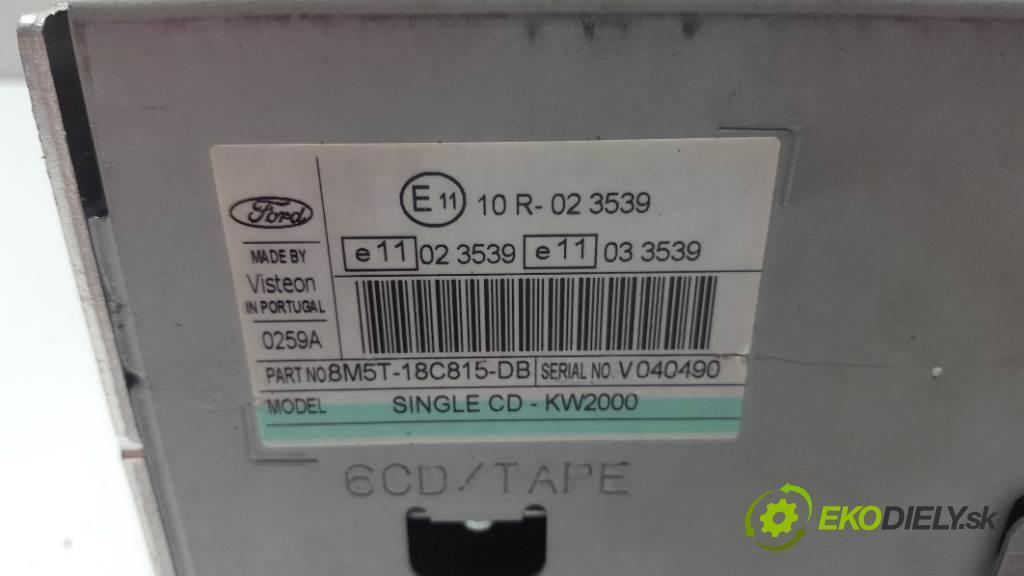 Ford
E 11 10 R- 02 3539
e 11 02 3539 e 11 03 3539
MADE BY
Visteon
IN PORTUGAL
0259A
PART NO. 8M5T-18C815-DB SERIAL NO. V 040490
MODEL SINGLE CD - KW2000
6CD/TAPE
EKODIELY.sk